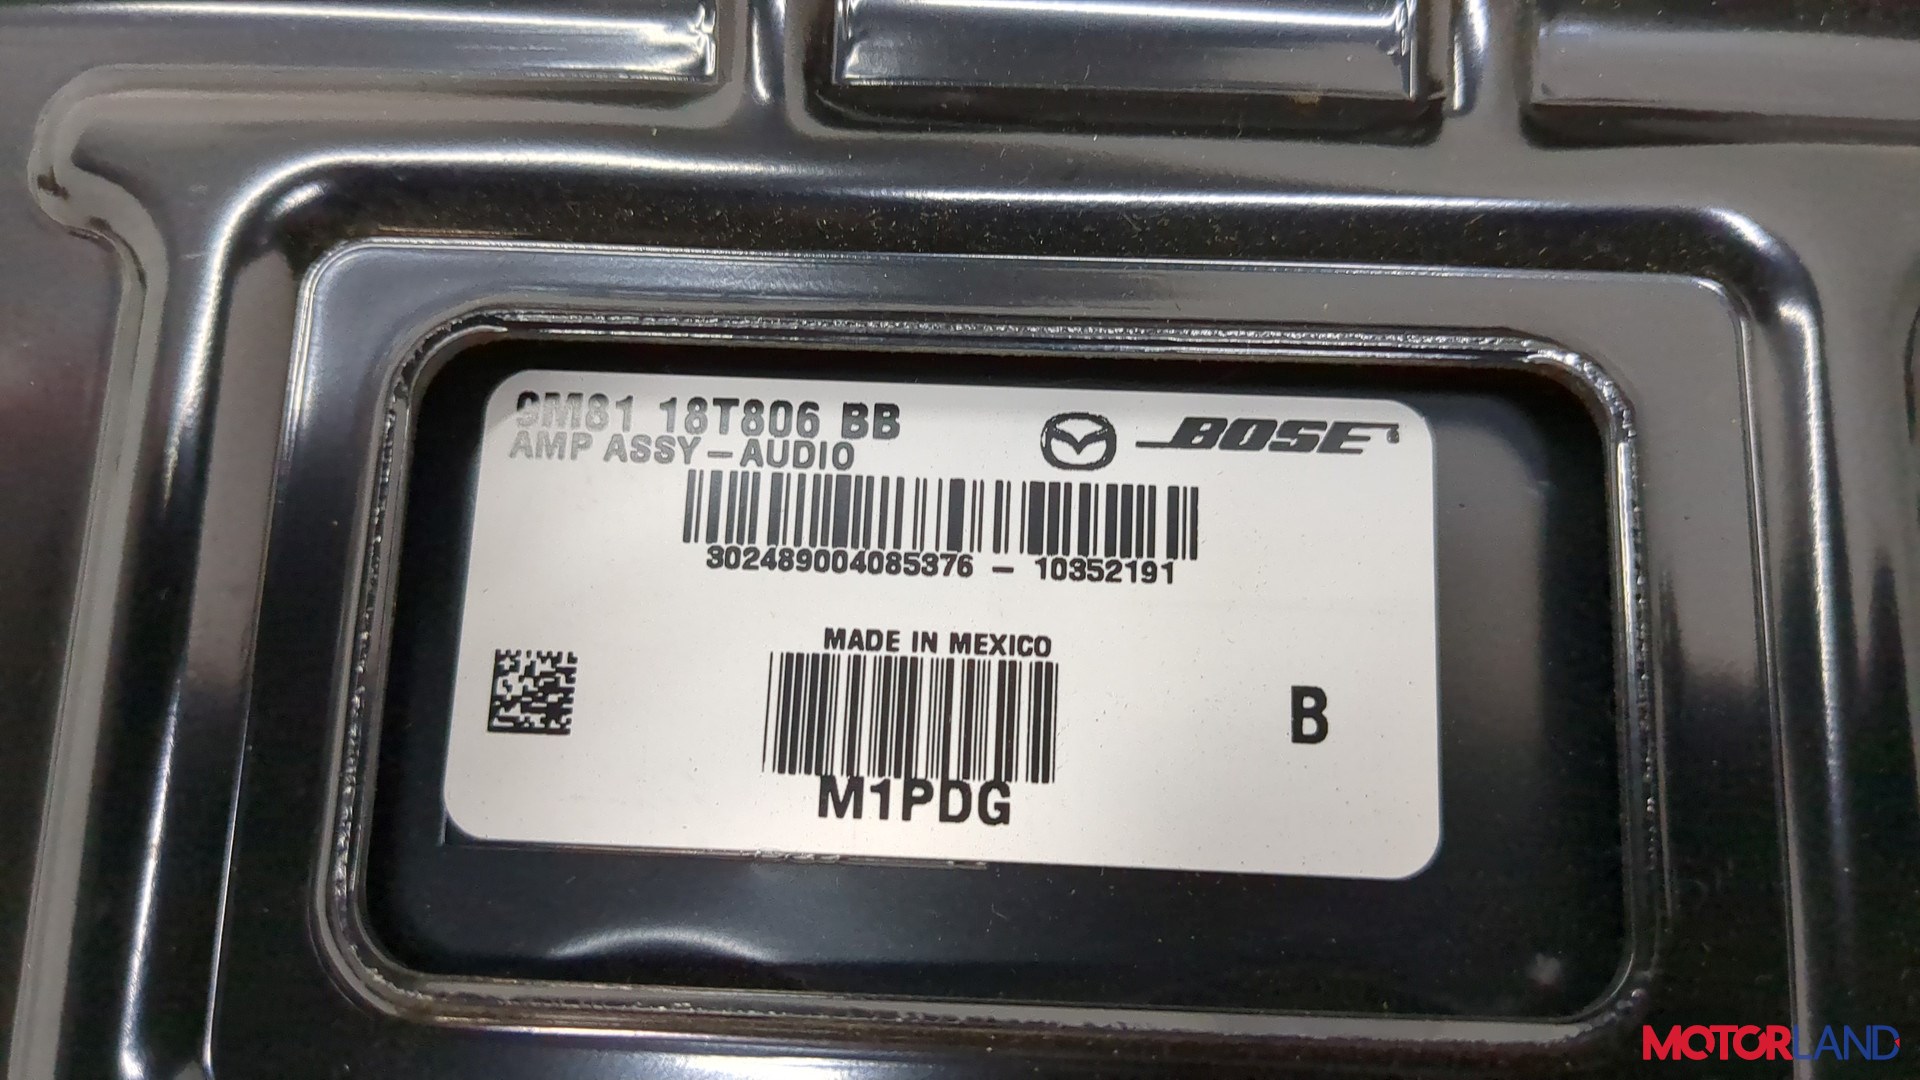 9M81 18T806 BB
AMP ASSY-AUDIO
BOSE
302489004085376 - 10352191
MADE IN MEXICO
M1PDG
B
MOTORLAND